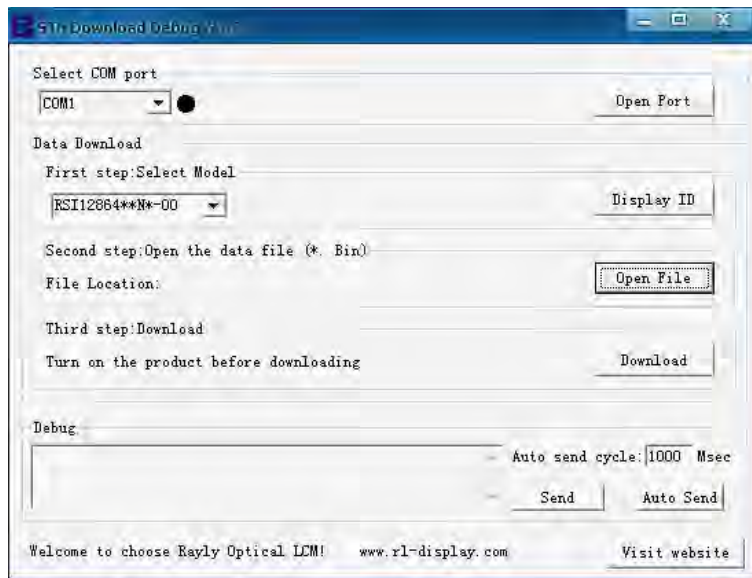 STN Download Debug
Select COM port
COM1
Open Port
Data Download
First step:Select Model
RSI12864**N*-00
Display ID
Second step:Open the data file (*. Bin)
File Location:
Open File
Third step:Download
Turn on the product before downloading
Download
Debug
Auto send cycle: 1000 Msec
Send
Auto Send
Welcome to choose Rayly Optical LCM! www.rl-display.com
Visit website